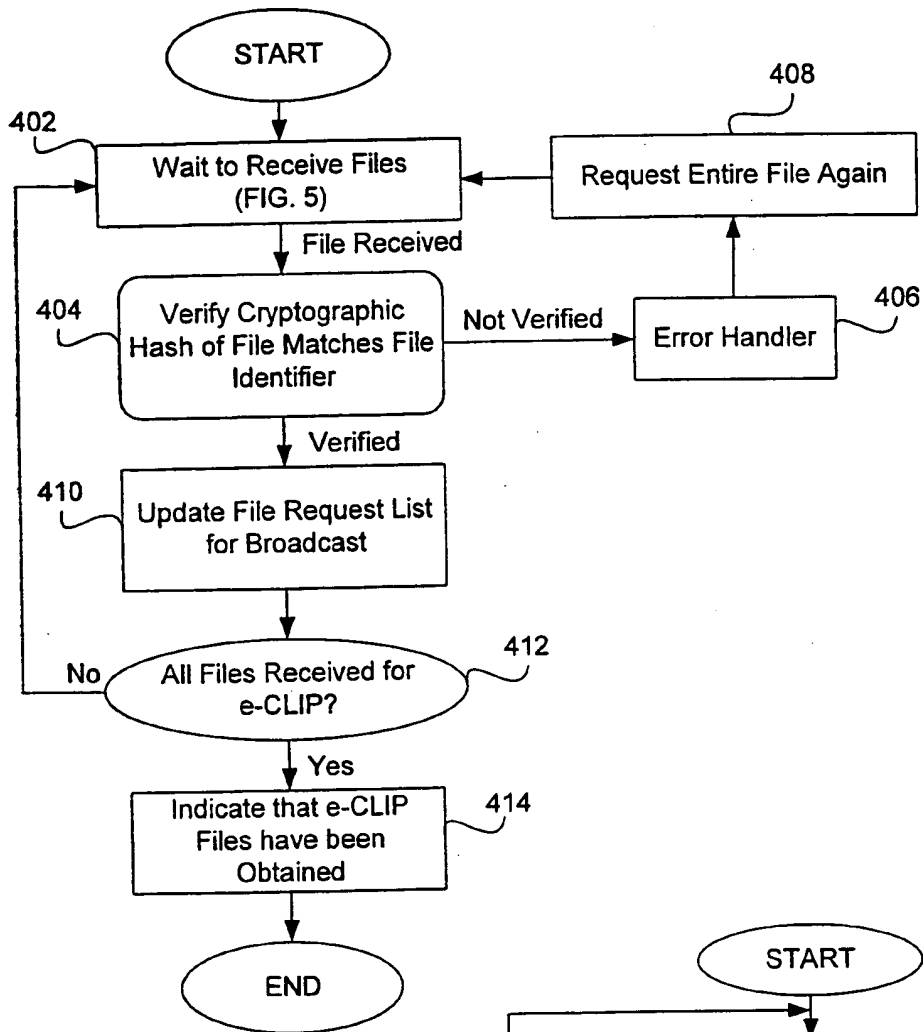 START
402
Wait to Receive Files
(FIG. 5)
408
Request Entire File Again
File Received
404
Verify Cryptographic
Hash of File Matches File
Identifier
Not Verified
406
Error Handler
Verified
410
Update File Request List
for Broadcast
No
All Files Received for
e-CLIP?
412
Yes
Indicate that e-CLIP
Files have been
Obtained
414
END
START